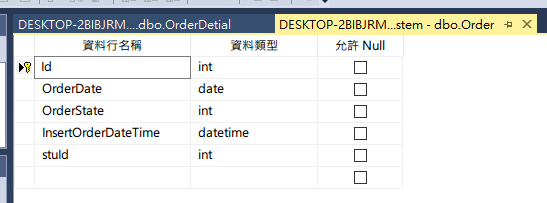 DESKTOP-2BIBJRM....dbo.OrderDetial
DESKTOP-2BIBJRM...stem - dbo.Order
資料行名稱 資料類型 允許 Null
Id int
OrderDate date
OrderState int
InsertOrderDateTime datetime
stuId int